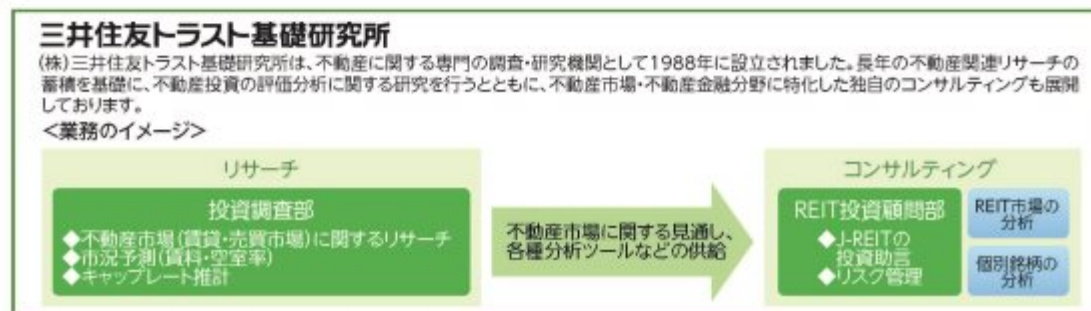 三井住友トラスト基礎研究所
(株)三井住友トラスト基礎研究所は、不動産に関する専門の調査・研究機関として1988年に設立されました。長年の不動産関連リサーチの
蓄積を基礎に、不動産投資の評価分析に関する研究を行うとともに、不動産市場・不動産金融分野に特化した独自のコンサルティングも展開
しております。
<業務のイメージ>
リサーチ
投資調査部
◆不動産市場(賃貸・売買市場)に関するリサーチ
◆市況予測(賃料・空室率)
◆キャップレート推計
不動産市場に関する見通し、
各種分析ツールなどの供給
コンサルティング
REIT投資顧問部
◆J-REITの
投資助言
◆リスク管理
REIT市場の
分析
個別銘柄の
分析